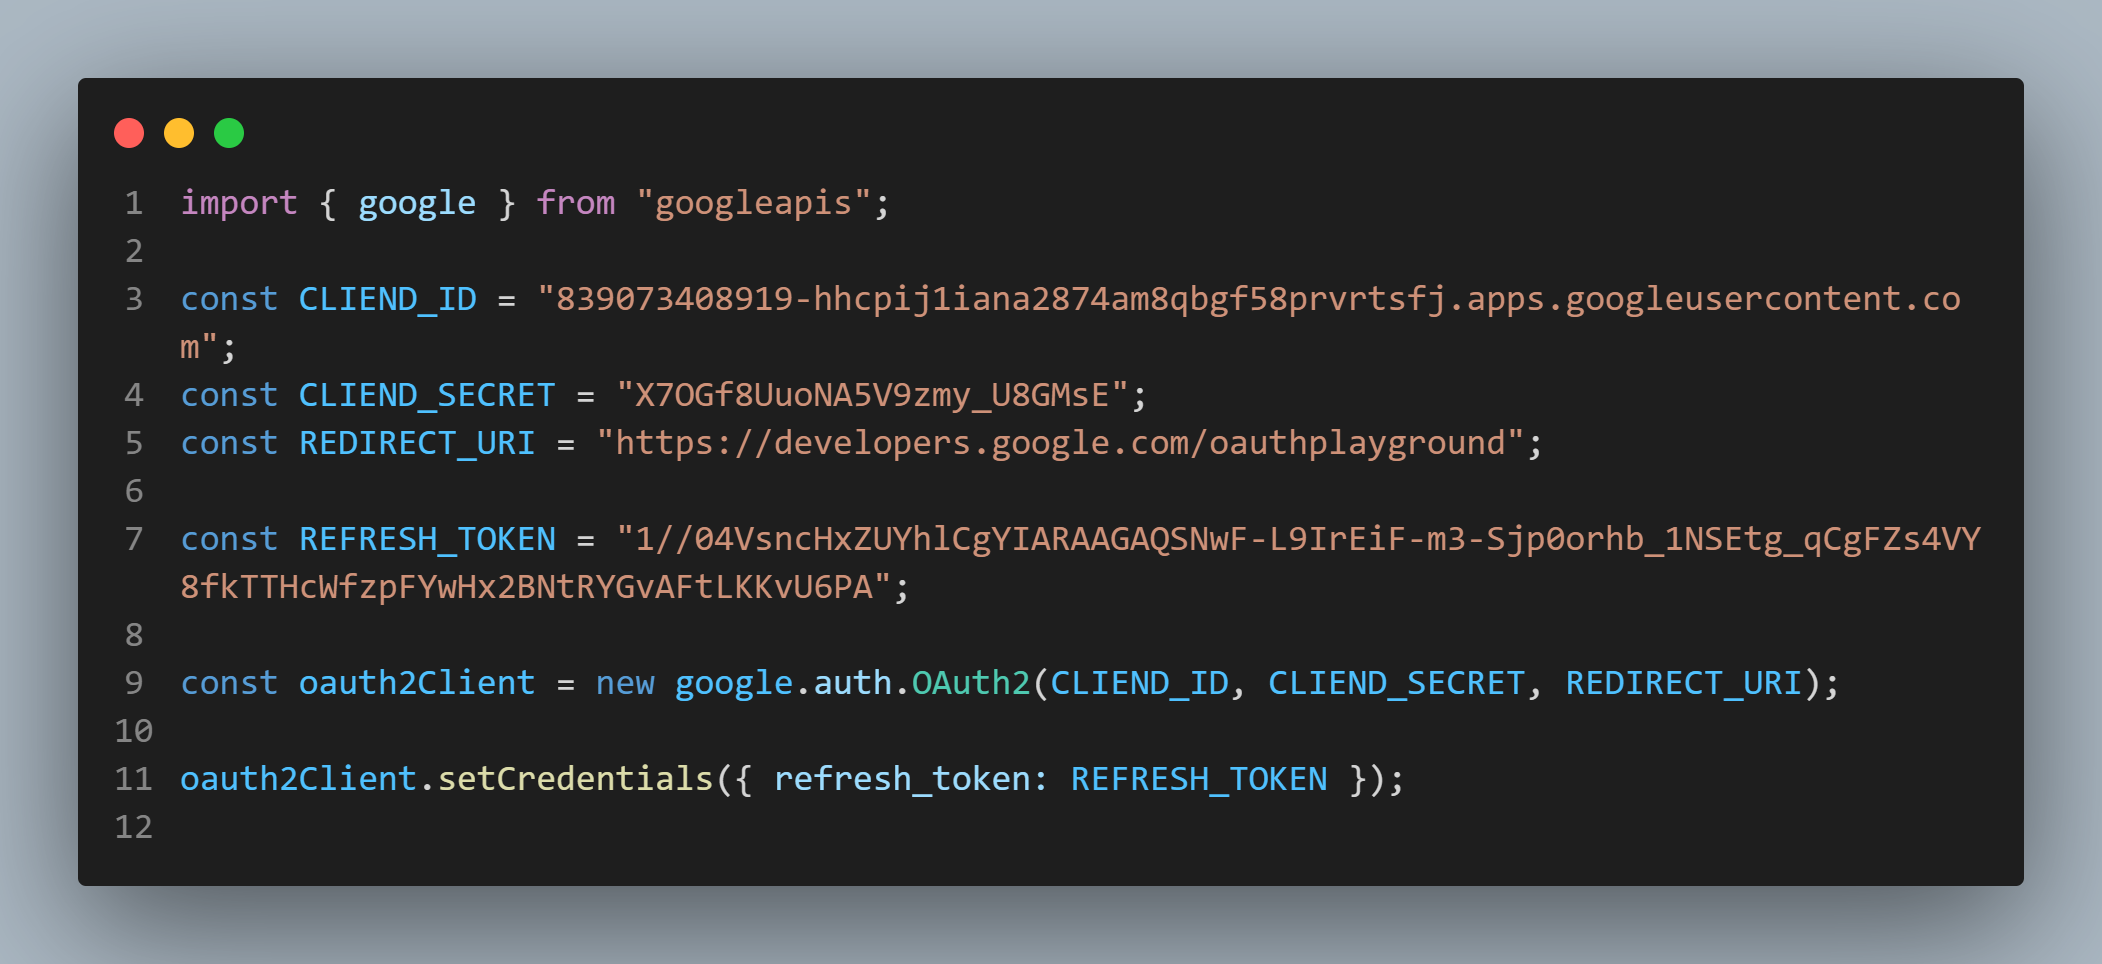 1 import { google } from "googleapis";
2
3 const CLIEND_ID = "839073408919-hhcpij1iana2874am8qbgf58prvrtsfj.apps.googleusercontent.co
m";
4 const CLIEND_SECRET = "X7OGf8UuoNA5V9zmy_U8GMsE";
5 const REDIRECT_URI = "https://developers.google.com/oauthplayground";
6
7 const REFRESH_TOKEN = "1//04VsncHxZUYhlCgYIARAAGAQSNwF-L9IrEiF-m3-Sjp0orhb_1NSEtg_qCgFZs4VY
8fkTTHcWfzpFYwHx2BNtRYGvAFtLKKvU6PA";
8
9 const oauth2Client = new google.auth.OAuth2(CLIEND_ID, CLIEND_SECRET, REDIRECT_URI);
10
11 oauth2Client.setCredentials({ refresh_token: REFRESH_TOKEN });
12